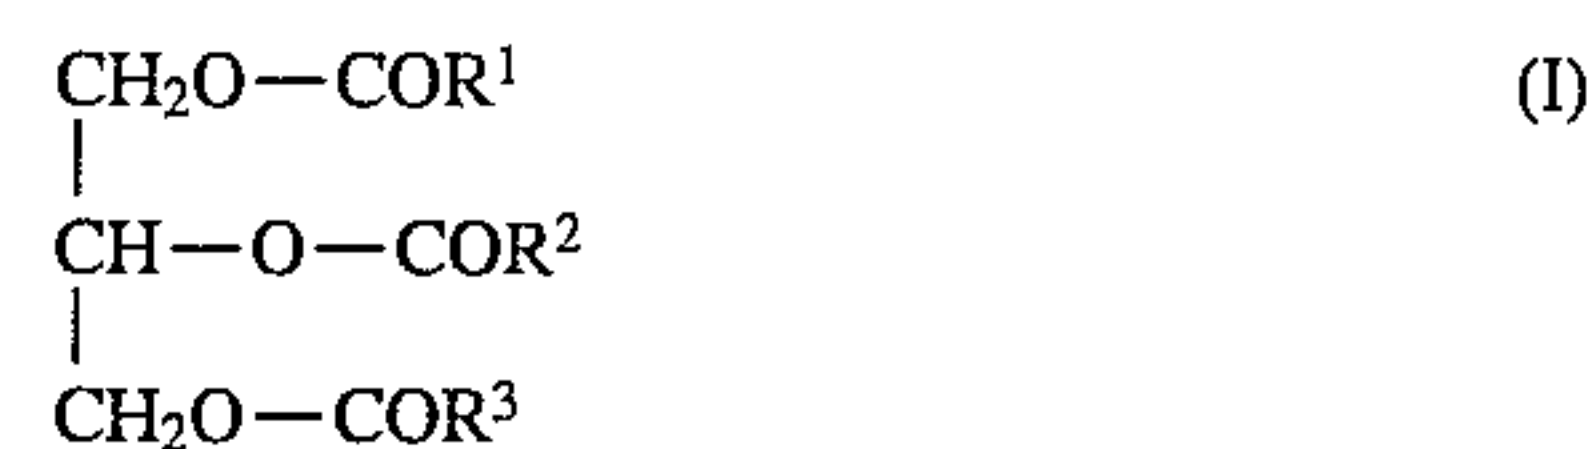 CH₂O—COR¹ (I)
|
CH—O—COR²
|
CH₂O—COR³